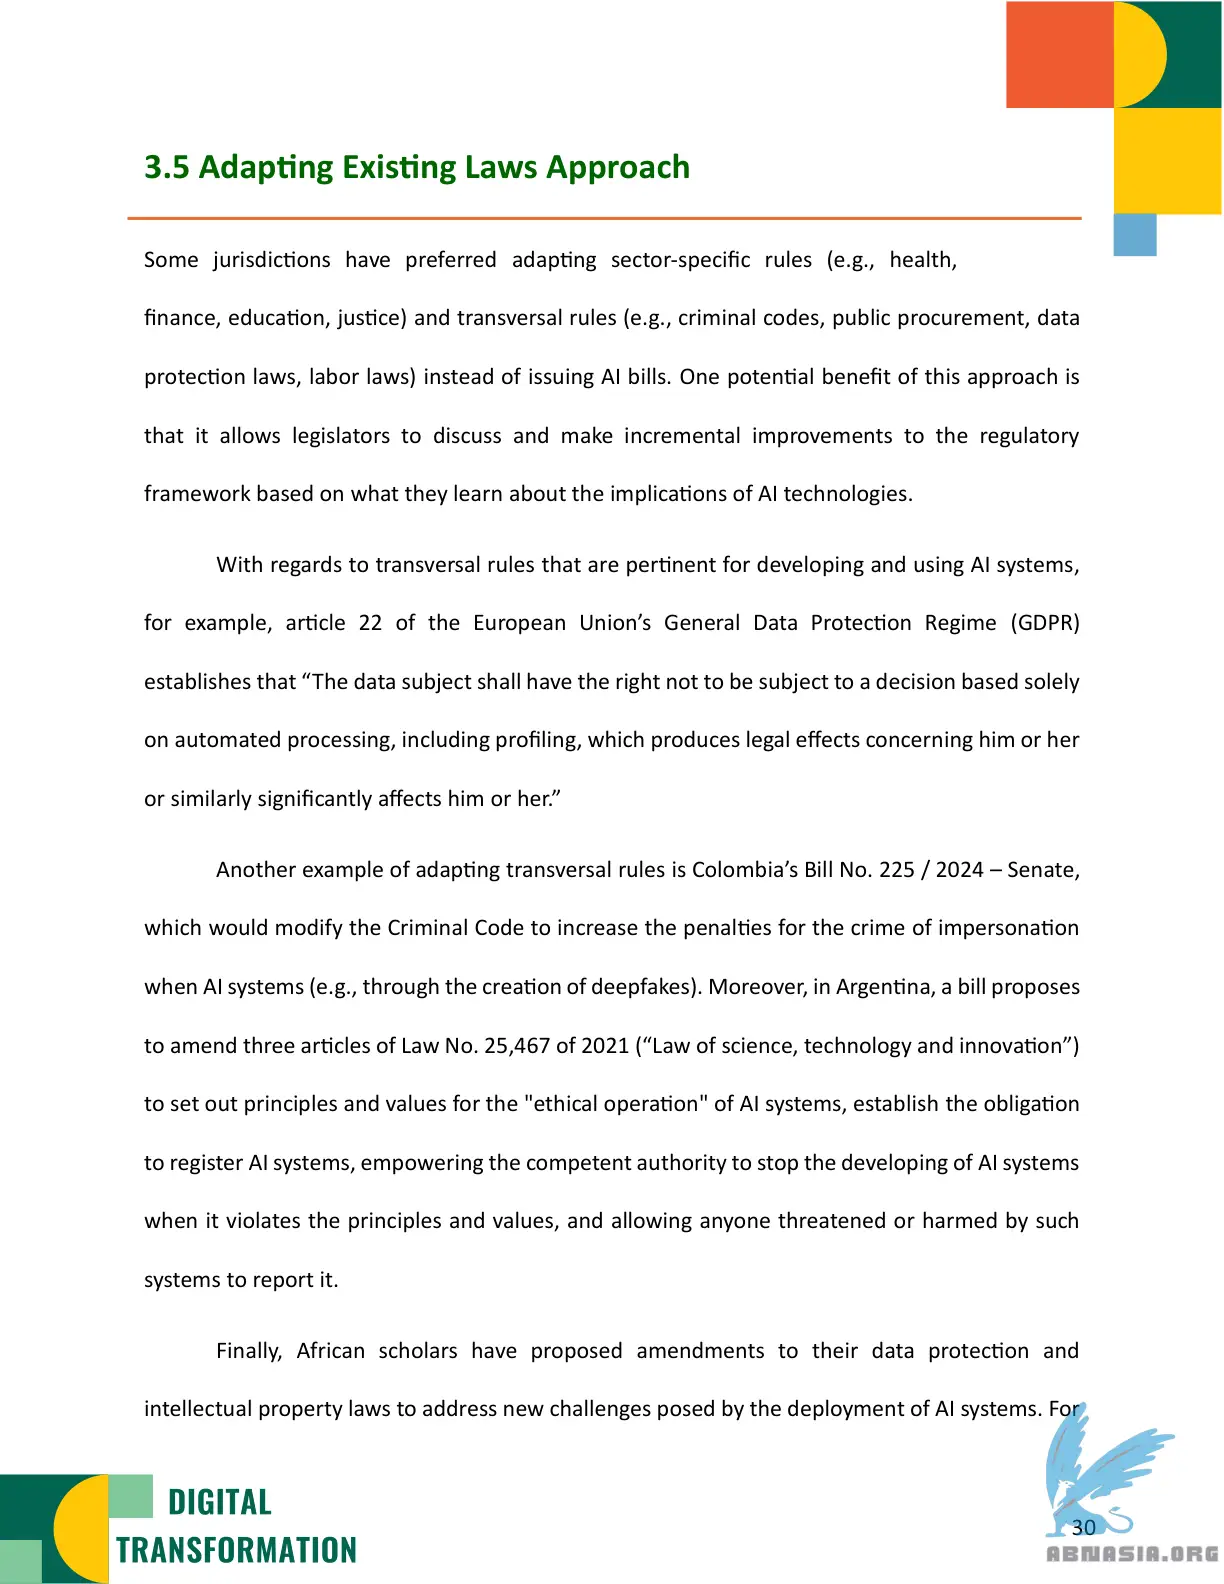 3.5 Adapting Existing Laws Approach
Some jurisdictions have preferred adapting sector-specific rules (e.g., health,
finance, education, justice) and transversal rules (e.g., criminal codes, public procurement, data
protection laws, labor laws) instead of issuing AI bills. One potential benefit of this approach is
that it allows legislators to discuss and make incremental improvements to the regulatory
framework based on what they learn about the implications of AI technologies.
With regards to transversal rules that are pertinent for developing and using AI systems,
for example, article 22 of the European Union’s General Data Protection Regime (GDPR)
establishes that “The data subject shall have the right not to be subject to a decision based solely
on automated processing, including profiling, which produces legal effects concerning him or her
or similarly significantly affects him or her.”
Another example of adapting transversal rules is Colombia’s Bill No. 225 / 2024 – Senate,
which would modify the Criminal Code to increase the penalties for the crime of impersonation
when AI systems (e.g., through the creation of deepfakes). Moreover, in Argentina, a bill proposes
to amend three articles of Law No. 25,467 of 2021 (“Law of science, technology and innovation”)
to set out principles and values for the "ethical operation" of AI systems, establish the obligation
to register AI systems, empowering the competent authority to stop the developing of AI systems
when it violates the principles and values, and allowing anyone threatened or harmed by such
systems to report it.
Finally, African scholars have proposed amendments to their data protection and
intellectual property laws to address new challenges posed by the deployment of AI systems. For
DIGITAL
TRANSFORMATION
30
ABNASIA.ORG